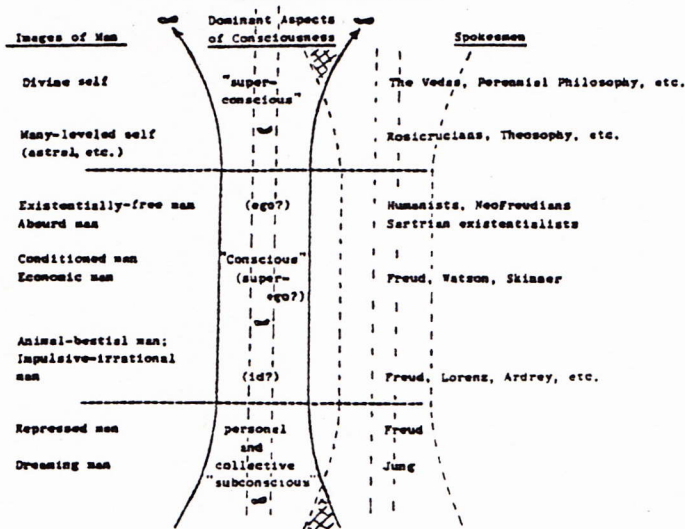 Dominant Aspects
Images of Man of Consciousness Spokesmen
Divine self "super- The Vedas, Perennial Philosophy, etc.
conscious"
Many-leveled self Rosicrucians, Theosophy, etc.
(astral, etc.)
Existentially-free man (ego?) Humanists, NeoFreudians
Absurd man Sartrian existentialists
Conditioned man "Conscious"
Economic man (super- Freud, Watson, Skinner
ego?)
Animal-bestial man;
Impulsive-irrational
man (id?) Freud, Lorenz, Ardrey, etc.
Repressed man personal Freud
and
Dreaming man collective Jung
"subconscious"